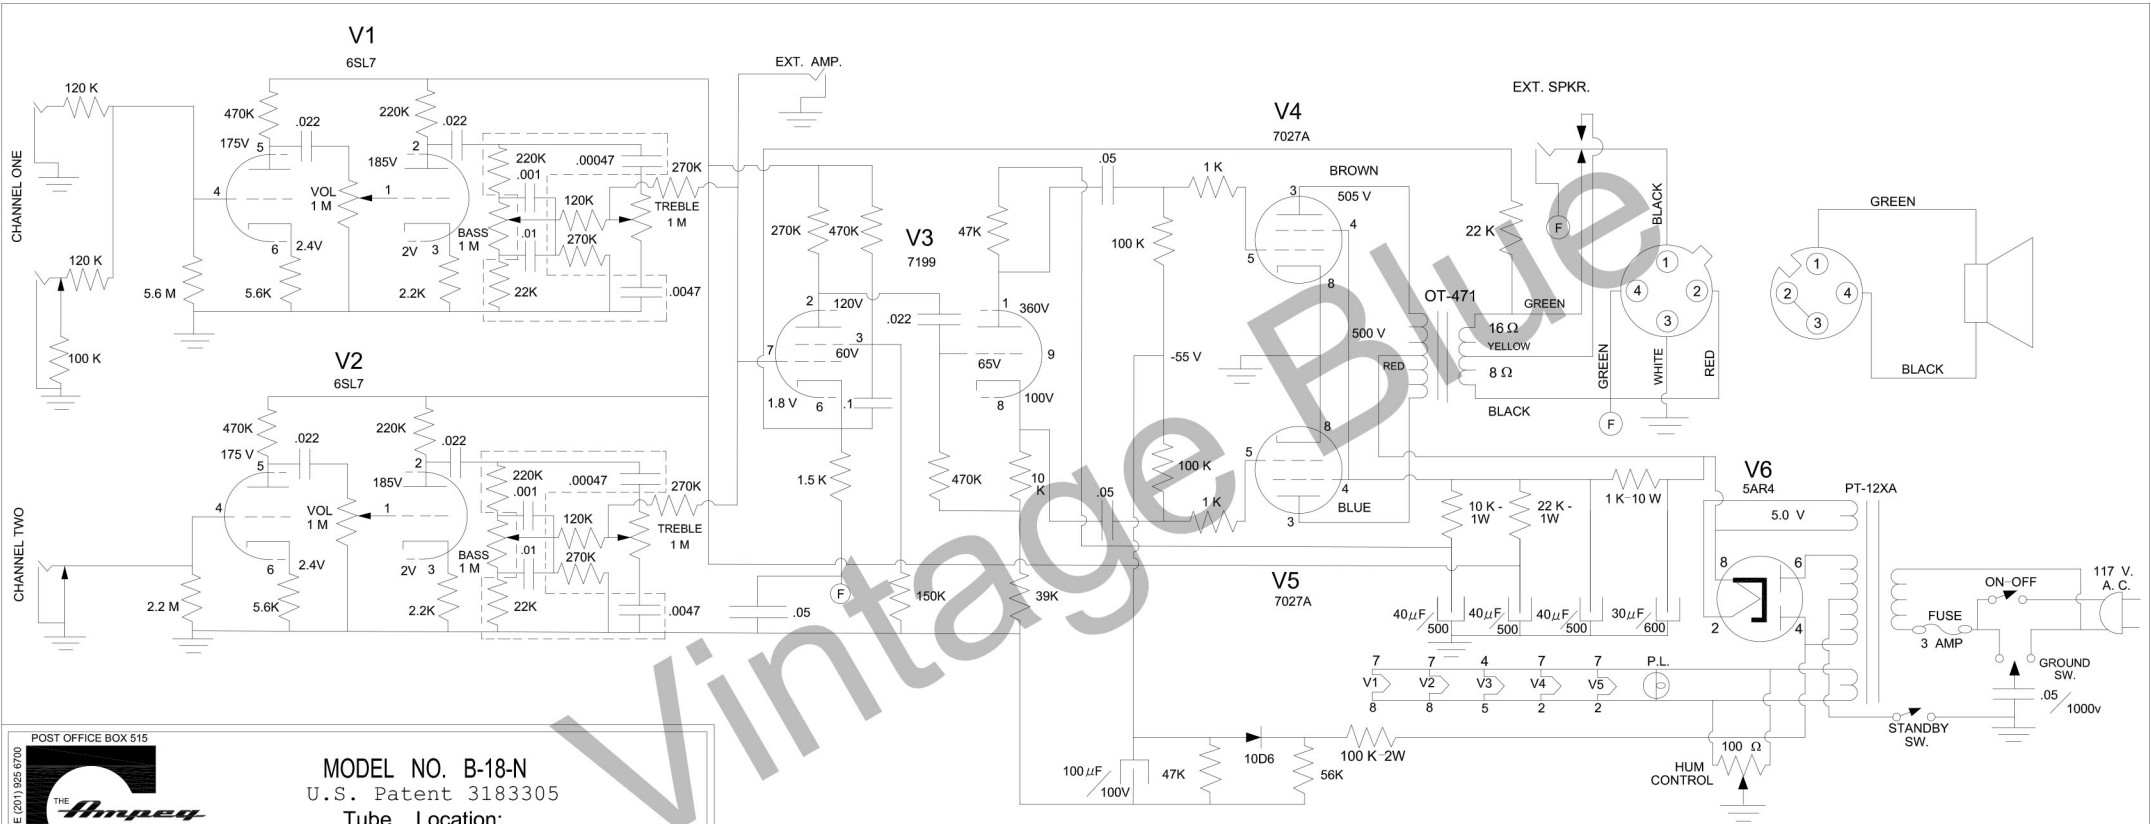 V1
6SL7
120 K
470K
.022
175V
5
220K
.022
2
185V
4
VOL
1 M
1
6
2.4V
2V
3
5.6 M
5.6K
2.2K
CHANNEL ONE
120 K
100 K
220K
.00047
270K
.001
120K
TREBLE
1 M
BASS
1 M
.01
270K
22K
.0047
EXT. AMP.
V2
6SL7
470K
.022
175 V
5
220K
.022
2
185V
4
VOL
1 M
1
6
2.4V
2V
3
2.2 M
5.6K
2.2K
CHANNEL TWO
220K
.00047
270K
.001
120K
TREBLE
1 M
BASS
1 M
.01
270K
22K
.0047
270K
470K
V3
7199
47K
2
120V
7
3
60V
1.8 V
6
.1
.022
1
360V
65V
9
8
100V
1.5 K
470K
10
K
F
.05
150K
39K
.05
100 K
-55 V
100 K
.05
1 K
1 K
V4
7027A
3
BROWN
505 V
4
5
8
500 V
RED
8
5
4
BLUE
3
V5
7027A
EXT SPKR.
22 K
F
OT-471
GREEN
16 Ω
YELLOW
8 Ω
BLACK
BLACK
1
4
2
3
GREEN
WHITE
RED
F
GREEN
1
2
4
3
BLACK
10 K -
1W
22 K -
1W
1 K-10 W
40µF
500
40µF
500
40µF
500
30µF
600
V6
5AR4
PT-12XA
5.0 V
8
6
2
4
ON-OFF
117 V.
A. C.
FUSE
3 AMP
GROUND
SW.
.05
1000v
STANDBY
SW.
7
7
4
7
7
P.L.
V1
V2
V3
V4
V5
8
8
5
2
2
100 Ω
HUM
CONTROL
100µF
100V
47K
10D6
56K
100 K-2W
Vintage Blue
POST OFFICE BOX 515
E (201) 925 6700
THE
Ampeg
MODEL NO. B-18-N
U.S. Patent 3183305
Tube Location: